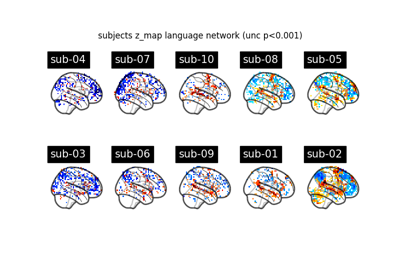 subjects z_map language network (unc p<0.001)
sub-04 sub-07 sub-10 sub-08 sub-05
sub-03 sub-06 sub-09 sub-01 sub-02